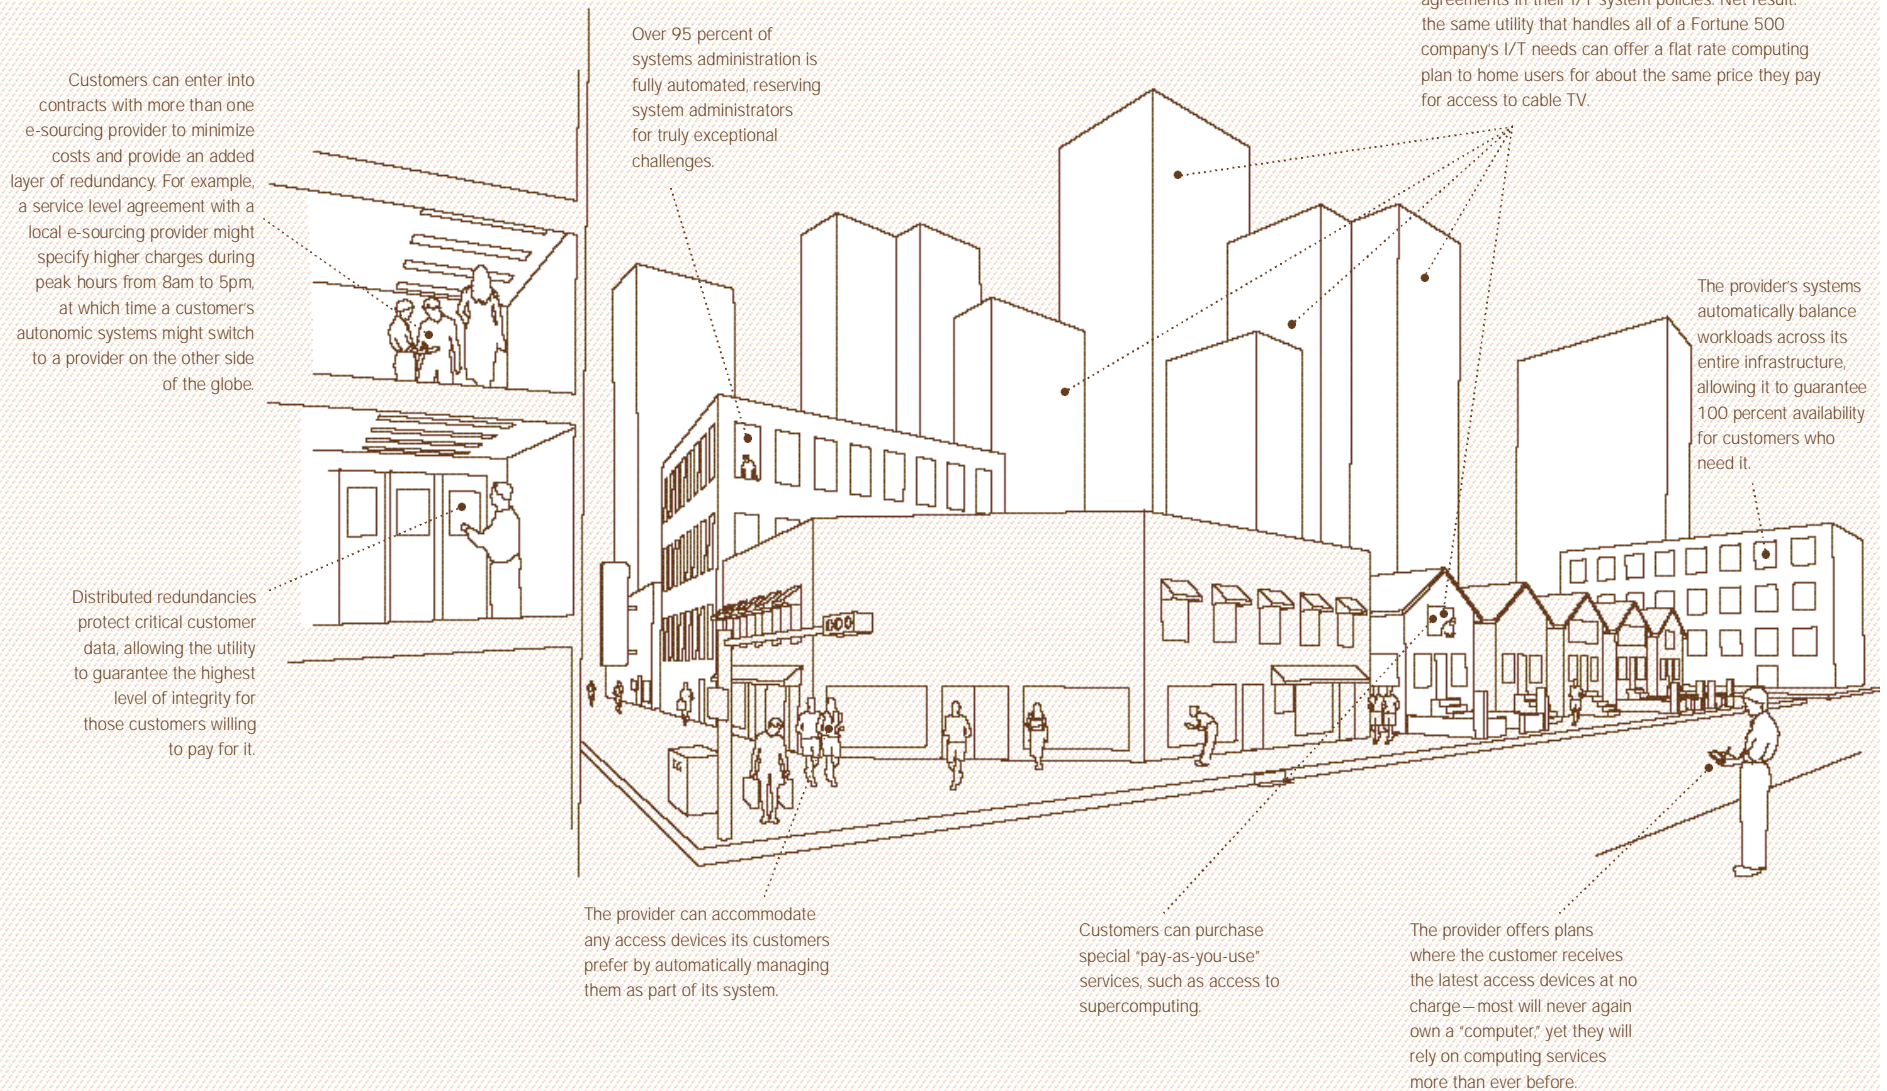 agreements in their I/T system policies. Net result:
the same utility that handles all of a Fortune 500
company's I/T needs can offer a flat rate computing
plan to home users for about the same price they pay
for access to cable TV.
Over 95 percent of
systems administration is
fully automated, reserving
system administrators
for truly exceptional
challenges.
Customers can enter into
contracts with more than one
e-sourcing provider to minimize
costs and provide an added
layer of redundancy. For example,
a service level agreement with a
local e-sourcing provider might
specify higher charges during
peak hours from 8am to 5pm,
at which time a customer's
autonomic systems might switch
to a provider on the other side
of the globe.
The provider's systems
automatically balance
workloads across its
entire infrastructure,
allowing it to guarantee
100 percent availability
for customers who
need it.
Distributed redundancies
protect critical customer
data, allowing the utility
to guarantee the highest
level of integrity for
those customers willing
to pay for it.
The provider can accommodate
any access devices its customers
prefer by automatically managing
them as part of its system.
Customers can purchase
special "pay-as-you-use"
services, such as access to
supercomputing.
The provider offers plans
where the customer receives
the latest access devices at no
charge—most will never again
own a "computer," yet they will
rely on computing services
more than ever before.